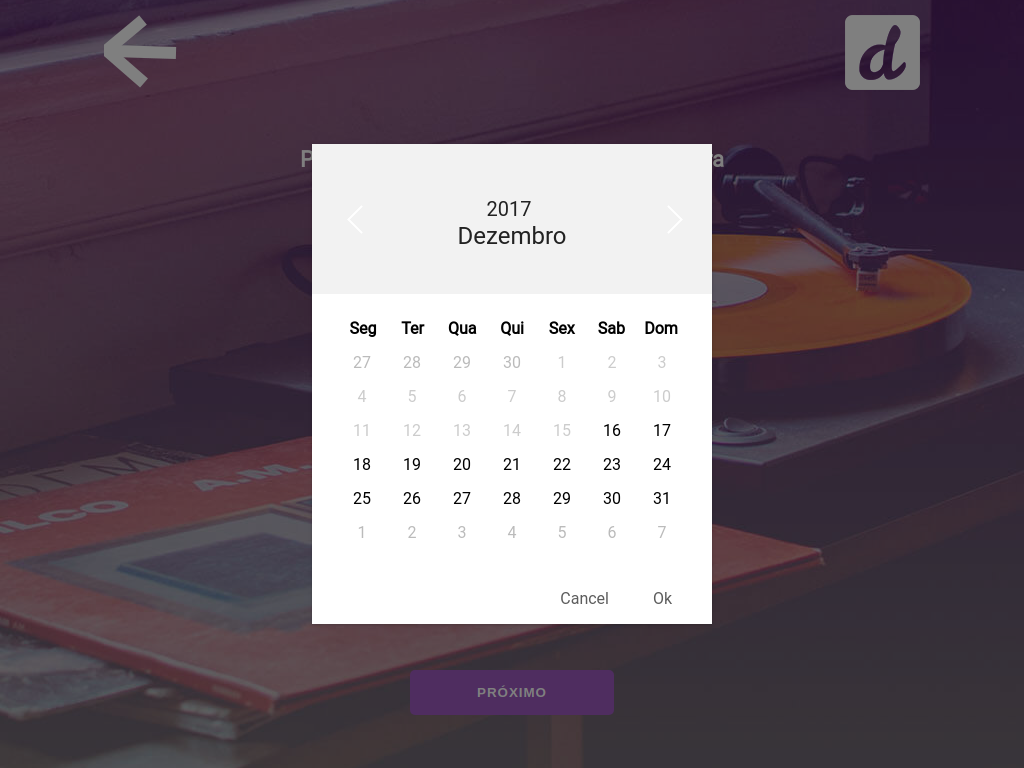 d
2017
Dezembro
Seg Ter Qua Qui Sex Sab Dom
27 28 29 30 1 2 3
4 5 6 7 8 9 10
11 12 13 14 15 16 17
18 19 20 21 22 23 24
25 26 27 28 29 30 31
1 2 3 4 5 6 7
A.M.
ILCO
Cancel Ok
PRÓXIMO